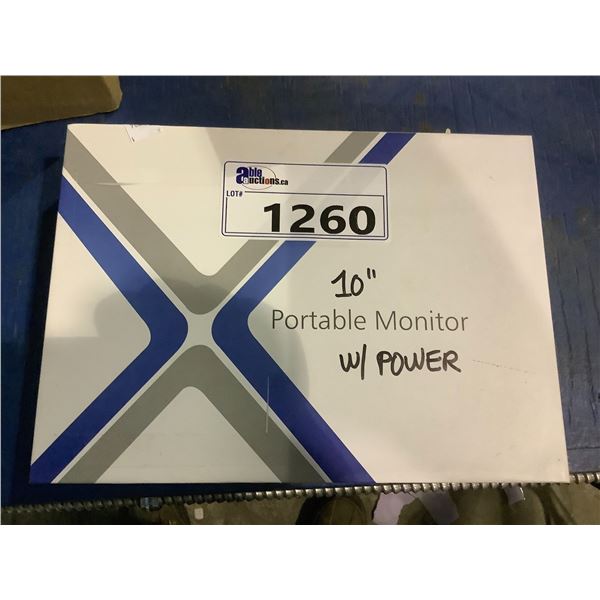 able
auctions.ca
LOT#
1260
10"
Portable Monitor
W/ POWER